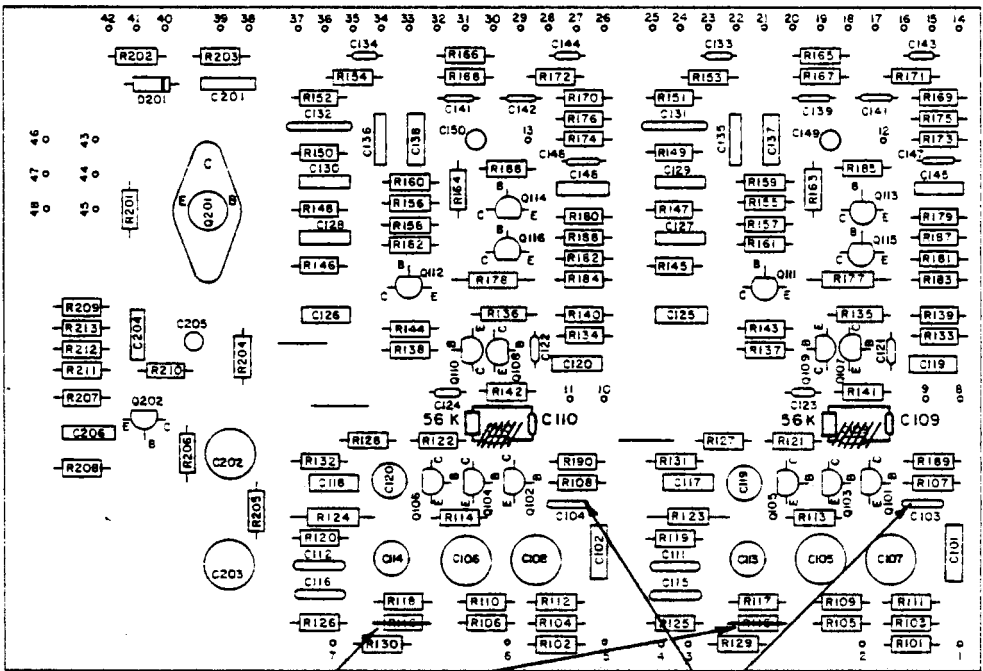 42 41 40 39 38 37 36 35 34 33 32 31 30 29 28 27 26 25 24 23 22 21 20 19 18 17 16 15 14
R202 R203 C134 R166 C144 C133 R165 C143
R154 R168 R172 R153 R167 R171
D201 C201 R152 C141 C142 R170 R151 C139 C141 R169
C132 R176 C131 R175
46 43 C136 C138 C150 13 R174 C135 C137 C149 12 R173
R150 C148 R149 C147
47 44 C C130 R164 R188 C146 C129 R163 R185 C145
R160 B Q114 R159 B Q113
48 45 R201 E Q201 B R148 R156 C E R180 R147 R155 C E R179
C128 R158 B Q116 R188 C127 R157 B Q115 R187
R162 C E R182 R161 C E R181
R146 B Q112 R178 R184 R145 B Q111 R177 R183
C E C E
R209 C204 C205 C126 R136 R140 C125 R135 R139
R213 R204 R144 E C R134 R143 E C R133
R212 R138 B C122 R137 B C121
R211 R210 Q110 Q108 C120 Q109 Q107 C119
R207 Q202 C124 R142 11 10 C123 R141 9 8
E C B 56 K C110 56 K C109
C206 R206 C202 R128 R122 R127 R121
R208 R132 C120 C B R190 R131 C119 C B R189
C118 Q106 Q104 Q102 R108 C117 Q105 Q103 Q101 R107
R205 E E E C104 E E E C103
R124 R114 R123 R113
R120 C102 R119 C101
C203 C112 C114 C106 C108 C111 C113 C105 C107
C116 C115
R118 R110 R112 R117 R109 R111
R126 R106 R104 R125 R105 R103
7 R130 6 R102 5 4 3 R129 2 R101 1